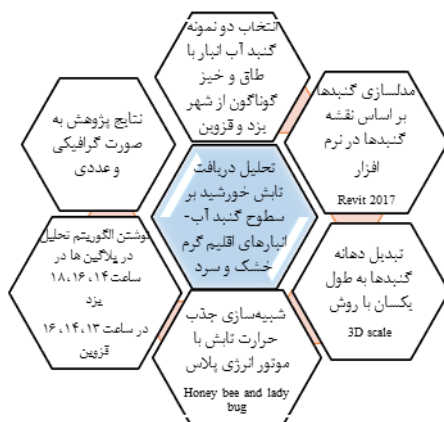 انتخاب دو نمونه
گنبد آب انبار با
طاق و خیز
گوناگون از شهر
یزد و قزوین
مدلسازی گنبدها
بر اساس نقشه
گنبدها در نرم
افزار
Revit 2017
تبدیل دهانه
گنبدها به طول
یکسان با روش
3D scale
شبیه‌سازی جذب
حرارت تابش با
موتور انرژی پلاس
Honey bee and lady
bug
نوشتن الگوریتم تحلیل
در پلاگین ها در
ساعت ۱۴، ۱۶، ۱۸
یزد
در ساعت ۱۳، ۱۴، ۱۶
قزوین
نتایج پژوهش به
صورت گرافیکی
و عددی
تحلیل دریافت
تابش خورشید بر
سطوح گنبد آب-
انبارهای اقلیم گرم
خشک و سرد